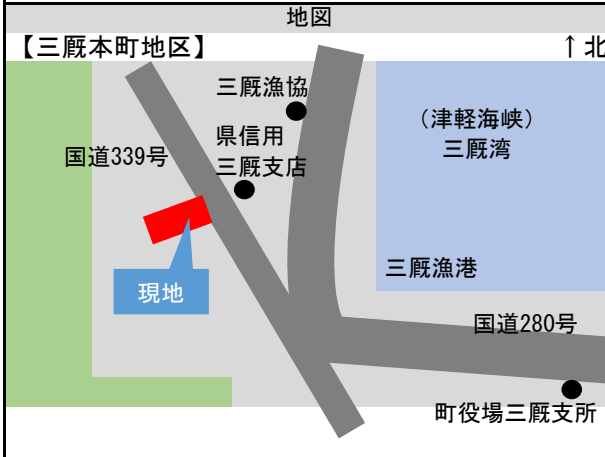 地図
【三厩本町地区】
↑北
三厩漁協
(津軽海峡)
三厩湾
県信用
三厩支店
国道339号
現地
三厩漁港
国道280号
町役場三厩支所